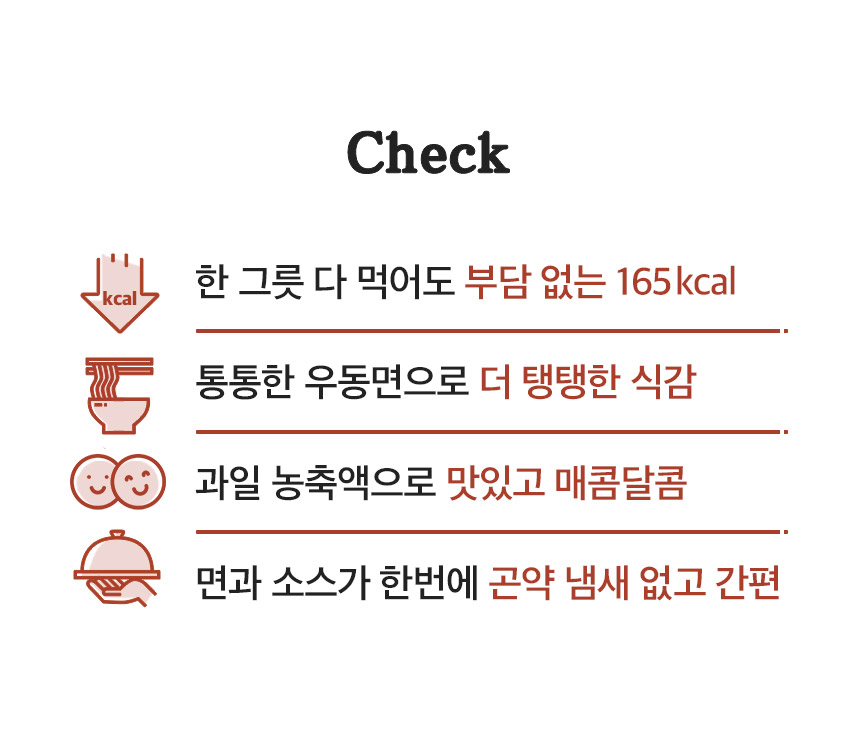 Check
kcal
한 그릇 다 먹어도 부담 없는 165kcal
통통한 우동면으로 더 탱탱한 식감
과일 농축액으로 맛있고 매콤달콤
면과 소스가 한번에 곤약 냄새 없고 간편